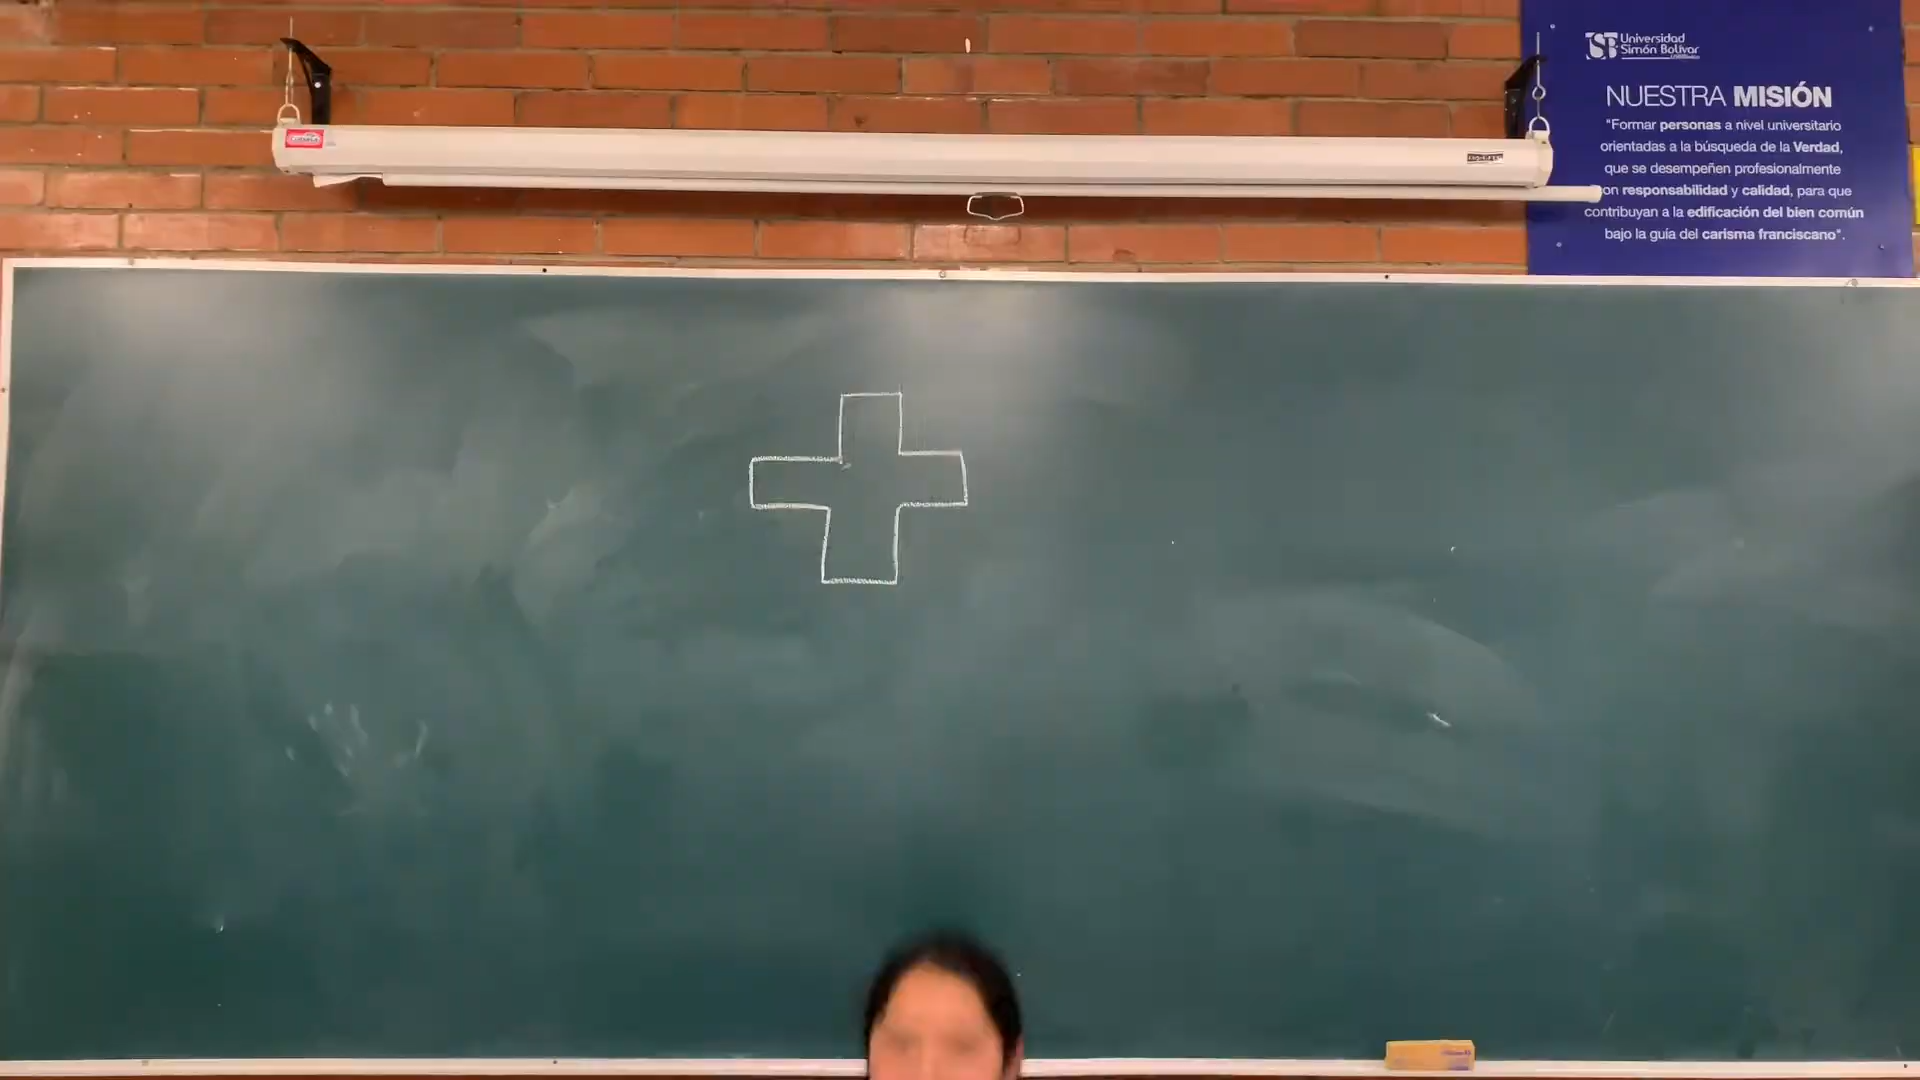 Universidad
Simón Bolívar
NUESTRA MISIÓN
"Formar personas a nivel universitario
orientadas a la búsqueda de la Verdad,
que se desempeñen profesionalmente
on responsabilidad y calidad, para que
contribuyan a la edificación del bien común
bajo la guía del carisma franciscano".